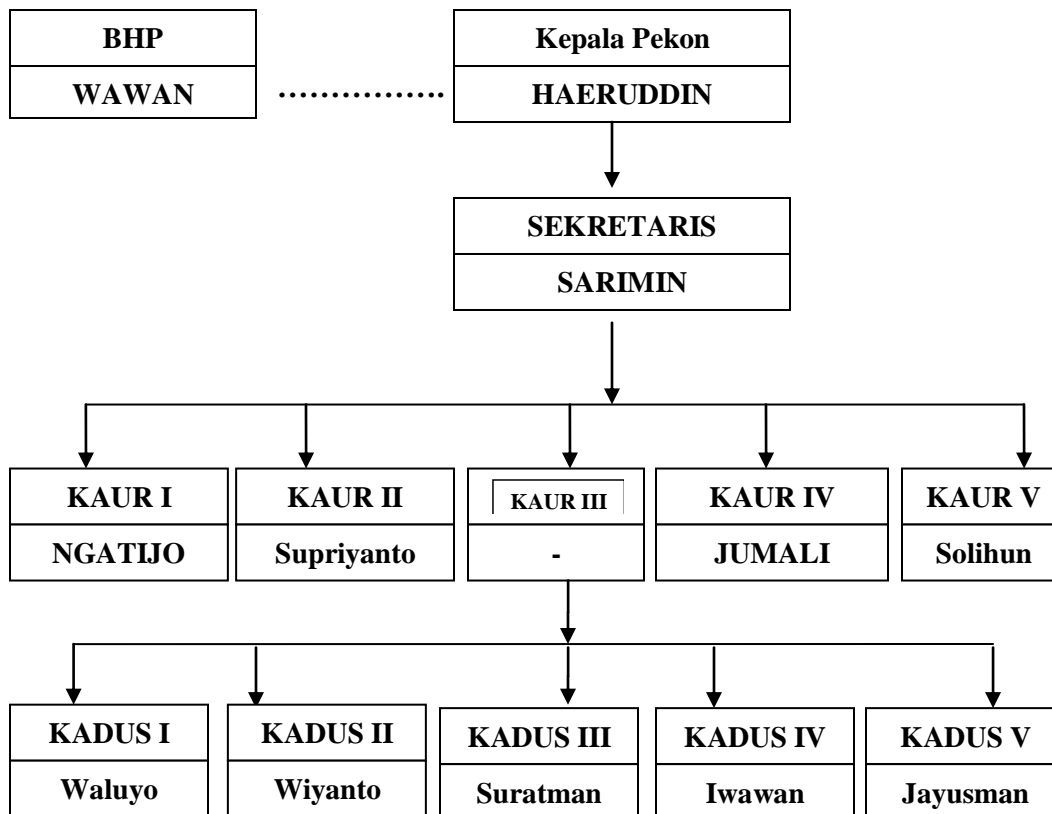 BHP
WAWAN
................
Kepala Pekon
HAERUDDIN
SEKRETARIS
SARIMIN
KAUR I
NGATIJO
KAUR II
Supriyanto
KAUR III
-
KAUR IV
JUMALI
KAUR V
Solihun
KADUS I
Waluyo
KADUS II
Wiyanto
KADUS III
Suratman
KADUS IV
Iwawan
KADUS V
Jayusman